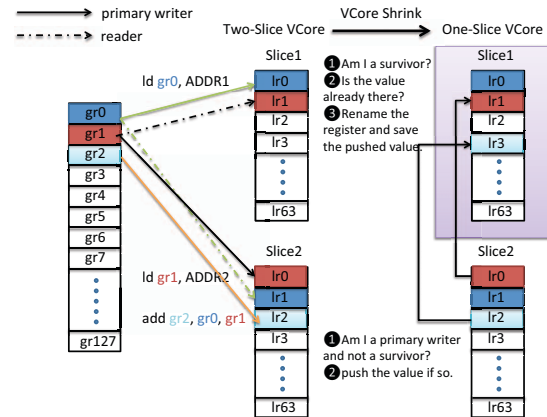 primary writer
reader
Two-Slice VCore
VCore Shrink
One-Slice VCore
Slice1
Slice1
ld gr0, ADDR1
lr0
lr1
lr2
lr3
lr63
❶Am I a survivor?
❷Is the value
already there?
❸Rename the
register and save
the pushed value.
lr0
lr1
lr2
lr3
lr63
gr0
gr1
gr2
gr3
gr4
gr5
gr6
gr7
gr127
Slice2
Slice2
ld gr1, ADDR2
add gr2, gr0, gr1
lr0
lr1
lr2
lr3
lr63
❶Am I a primary writer
and not a survivor?
❷push the value if so.
lr0
lr1
lr2
lr3
lr63